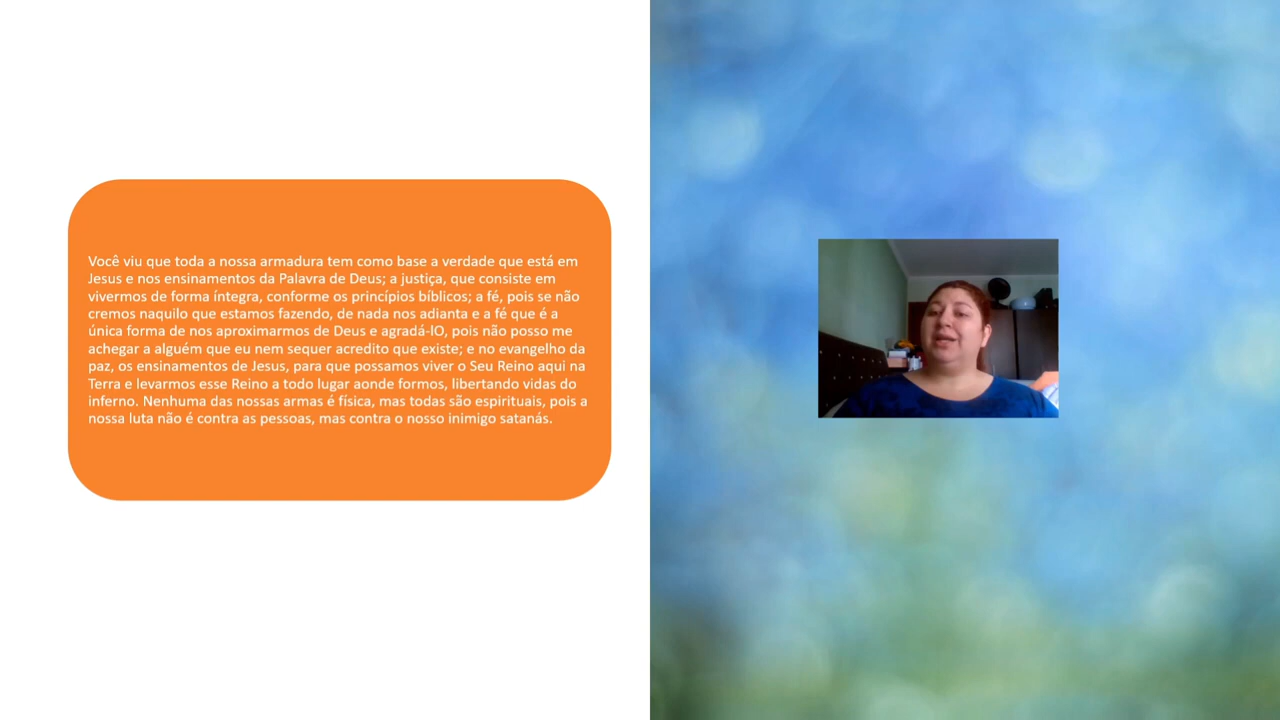 Você viu que toda a nossa armadura tem como base a verdade que está em
Jesus e nos ensinamentos da Palavra de Deus; a justiça, que consiste em
vivermos de forma íntegra, conforme os princípios bíblicos; a fé, pois se não
cremos naquilo que estamos fazendo, de nada nos adianta e a fé que é a
única forma de nos aproximarmos de Deus e agradá-lO, pois não posso me
achegar a alguém que eu nem sequer acredito que existe; e no evangelho da
paz, os ensinamentos de Jesus, para que possamos viver o Seu Reino aqui na
Terra e levarmos esse Reino a todo lugar aonde formos, libertando vidas do
inferno. Nenhuma das nossas armas é física, mas todas são espirituais, pois a
nossa luta não é contra as pessoas, mas contra o nosso inimigo satanás.